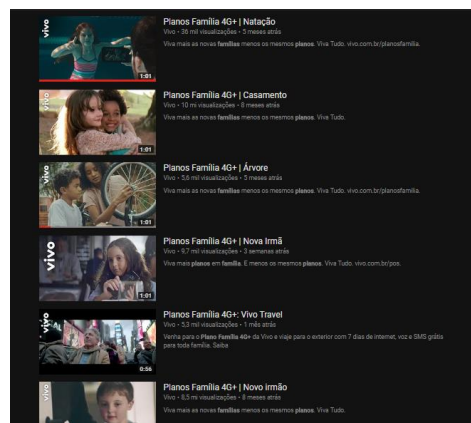 vivo
Planos Família 4G+ | Natação
Vivo • 36 mil visualizações • 5 meses atrás
Viva mais as novas famílias menos os mesmos planos. Viva Tudo. vivo.com.br/planosfamilia.
1:01
Planos Família 4G+ | Casamento
Vivo • 10 mi visualizações • 8 meses atrás
Viva mais as novas famílias menos os mesmos planos. Viva Tudo.
vivo
1:01
Planos Família 4G+ | Árvore
Vivo • 5,6 mil visualizações • 5 meses atrás
Viva mais as novas famílias menos os mesmos planos. Viva Tudo. vivo.com.br/planosfamilia.
vivo
1:01
Planos Família 4G+ | Nova Irmã
Vivo • 9,7 mil visualizações • 3 semanas atrás
Viva mais planos em família. E menos os mesmos planos. Viva Tudo. vivo.com.br/pos.
vivo
1:01
Planos Família 4G+: Vivo Travel
Vivo • 5,3 mil visualizações • 1 mês atrás
Venha para o Plano Família 4G+ da Vivo e viaje para o exterior com 7 dias de internet, voz e SMS grátis
para toda família. Saiba
vivo
0:56
Planos Família 4G+ | Novo irmão
Vivo • 8,5 mi visualizações • 8 meses atrás
Viva mais as novas famílias menos os mesmos planos. Viva Tudo.
vivo